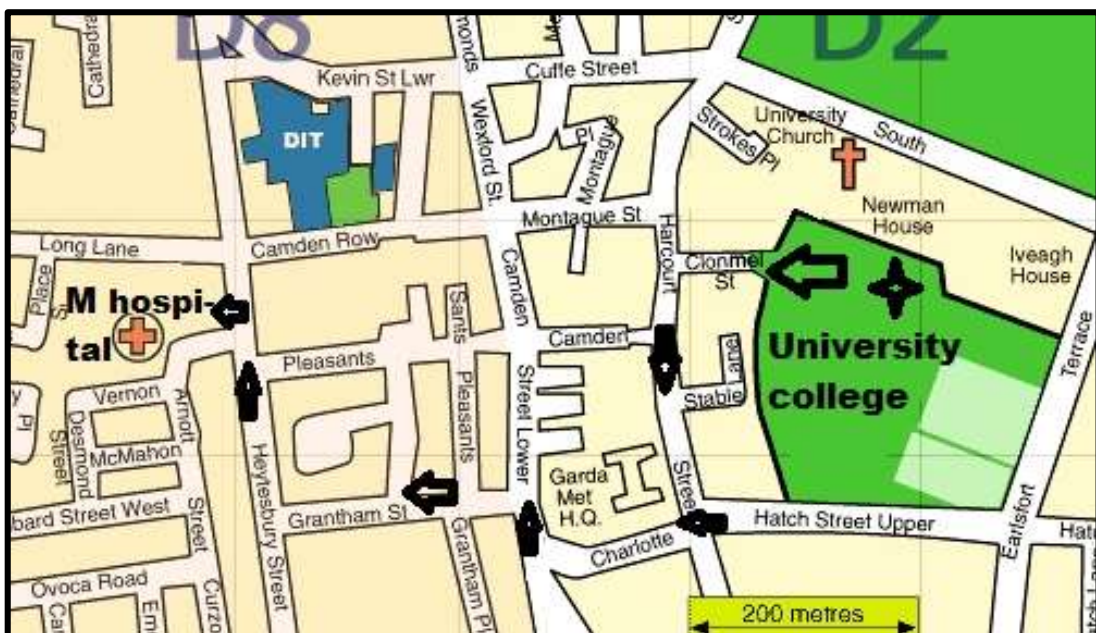 D8
D2
Cathedral
Kevin St Lwr
Cuffe Street
Wexford St.
DIT
Pl
Montague
Strokes Pl
University
Church
South
Newman
House
Iveagh
House
Montague St
Harcourt
Clonmel
St
Long Lane
Camden Row
Camden
Place
M hospi-
tal
Sants
Pleasants
Camden
University
college
Terrace
Stable Lane
Pleasants
Street Lower
Vernon
Arnott
Pl
Desmond
Street
McMahon
Heytesbury Street
Garda
Met
H.Q.
Street
bard Street West
Street
Grantham St
Hatch Street Upper
Earlsfort
Hatc
Charlotte
Grantham Pl
Ovoca Road
Curzo
200 metres